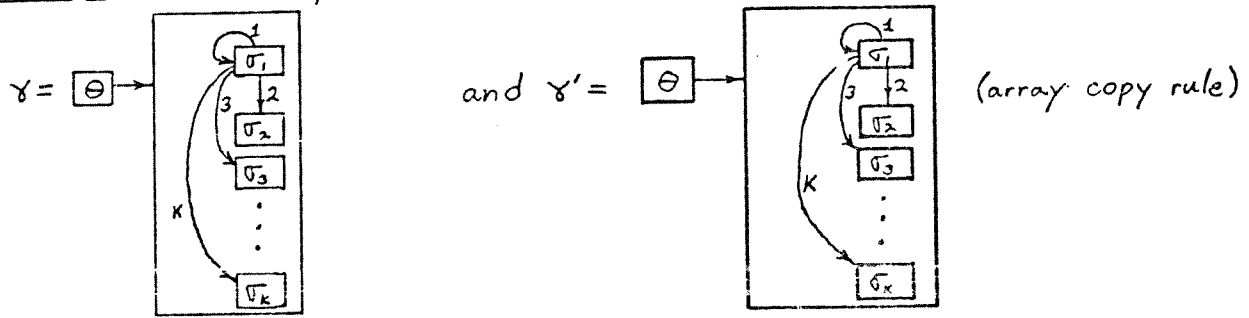 γ = Θ 1 σ₁ 2 3 σ₂ σ₃ K σₖ and γ' = Θ 1 σ₁ 2 3 σ₂ σ₃ K σₖ (array copy rule)